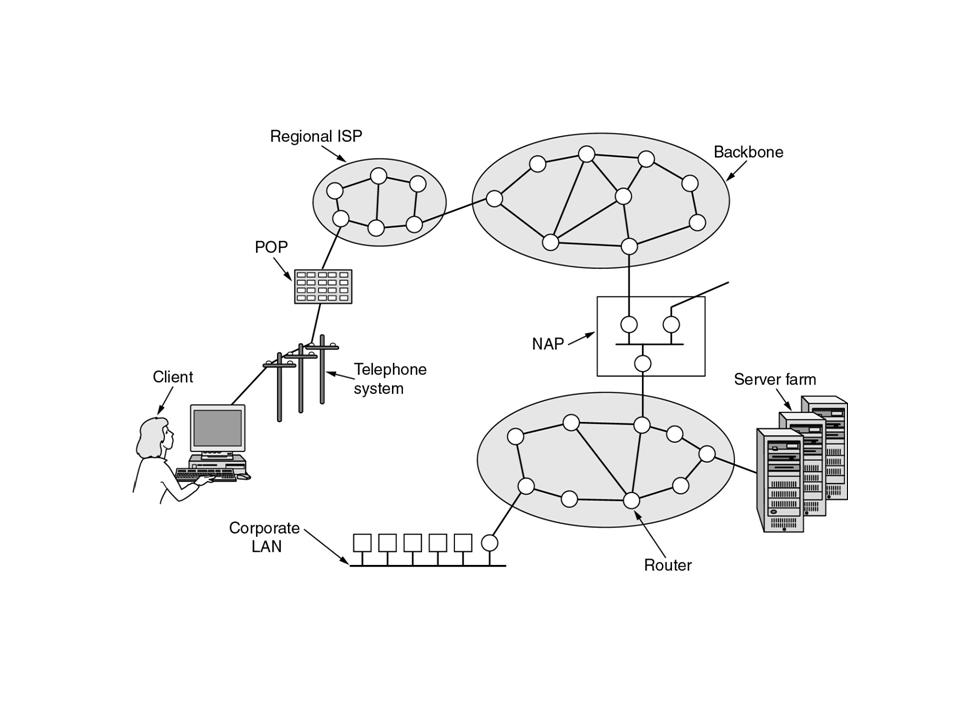 Regional ISP
Backbone
POP
NAP
Telephone
system
Client
Server farm
Corporate
LAN
Router